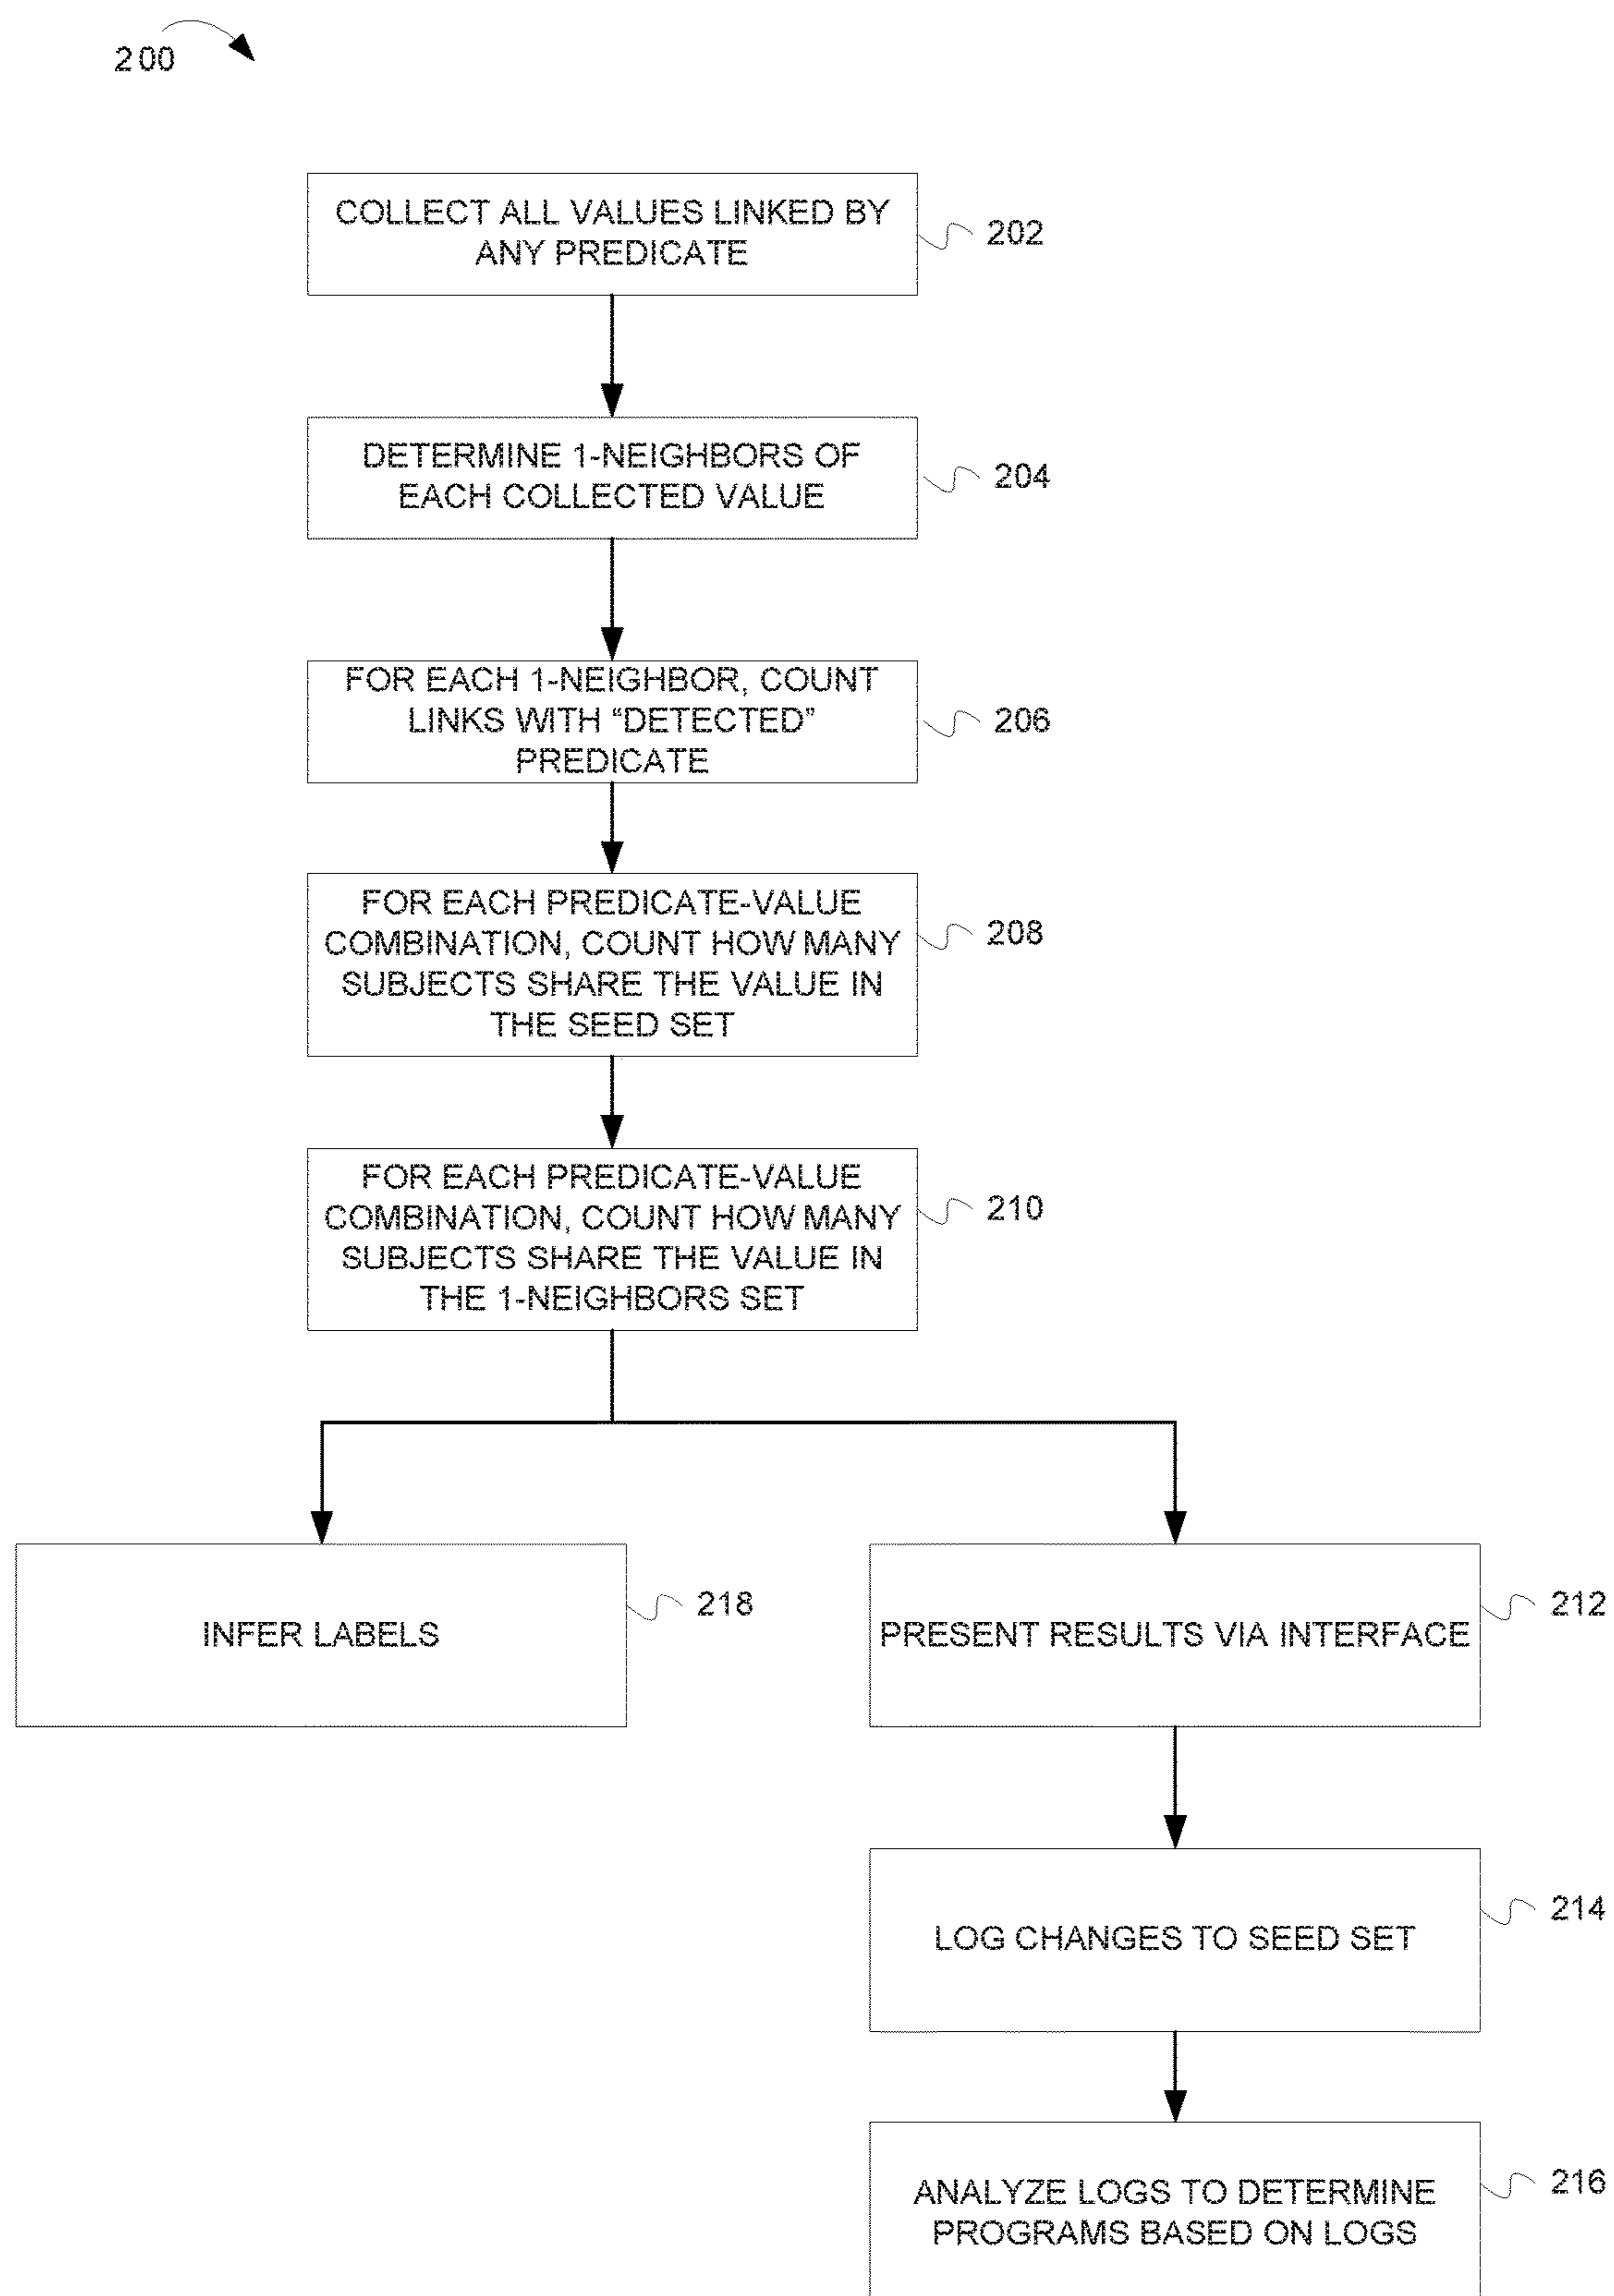 200
COLLECT ALL VALUES LINKED BY
ANY PREDICATE
202
DETERMINE 1-NEIGHBORS OF
EACH COLLECTED VALUE
204
FOR EACH 1-NEIGHBOR, COUNT
LINKS WITH “DETECTED”
PREDICATE
206
FOR EACH PREDICATE-VALUE
COMBINATION, COUNT HOW MANY
SUBJECTS SHARE THE VALUE IN
THE SEED SET
208
FOR EACH PREDICATE-VALUE
COMBINATION, COUNT HOW MANY
SUBJECTS SHARE THE VALUE IN
THE 1-NEIGHBORS SET
210
INFER LABELS
218
PRESENT RESULTS VIA INTERFACE
212
LOG CHANGES TO SEED SET
214
ANALYZE LOGS TO DETERMINE
PROGRAMS BASED ON LOGS
216